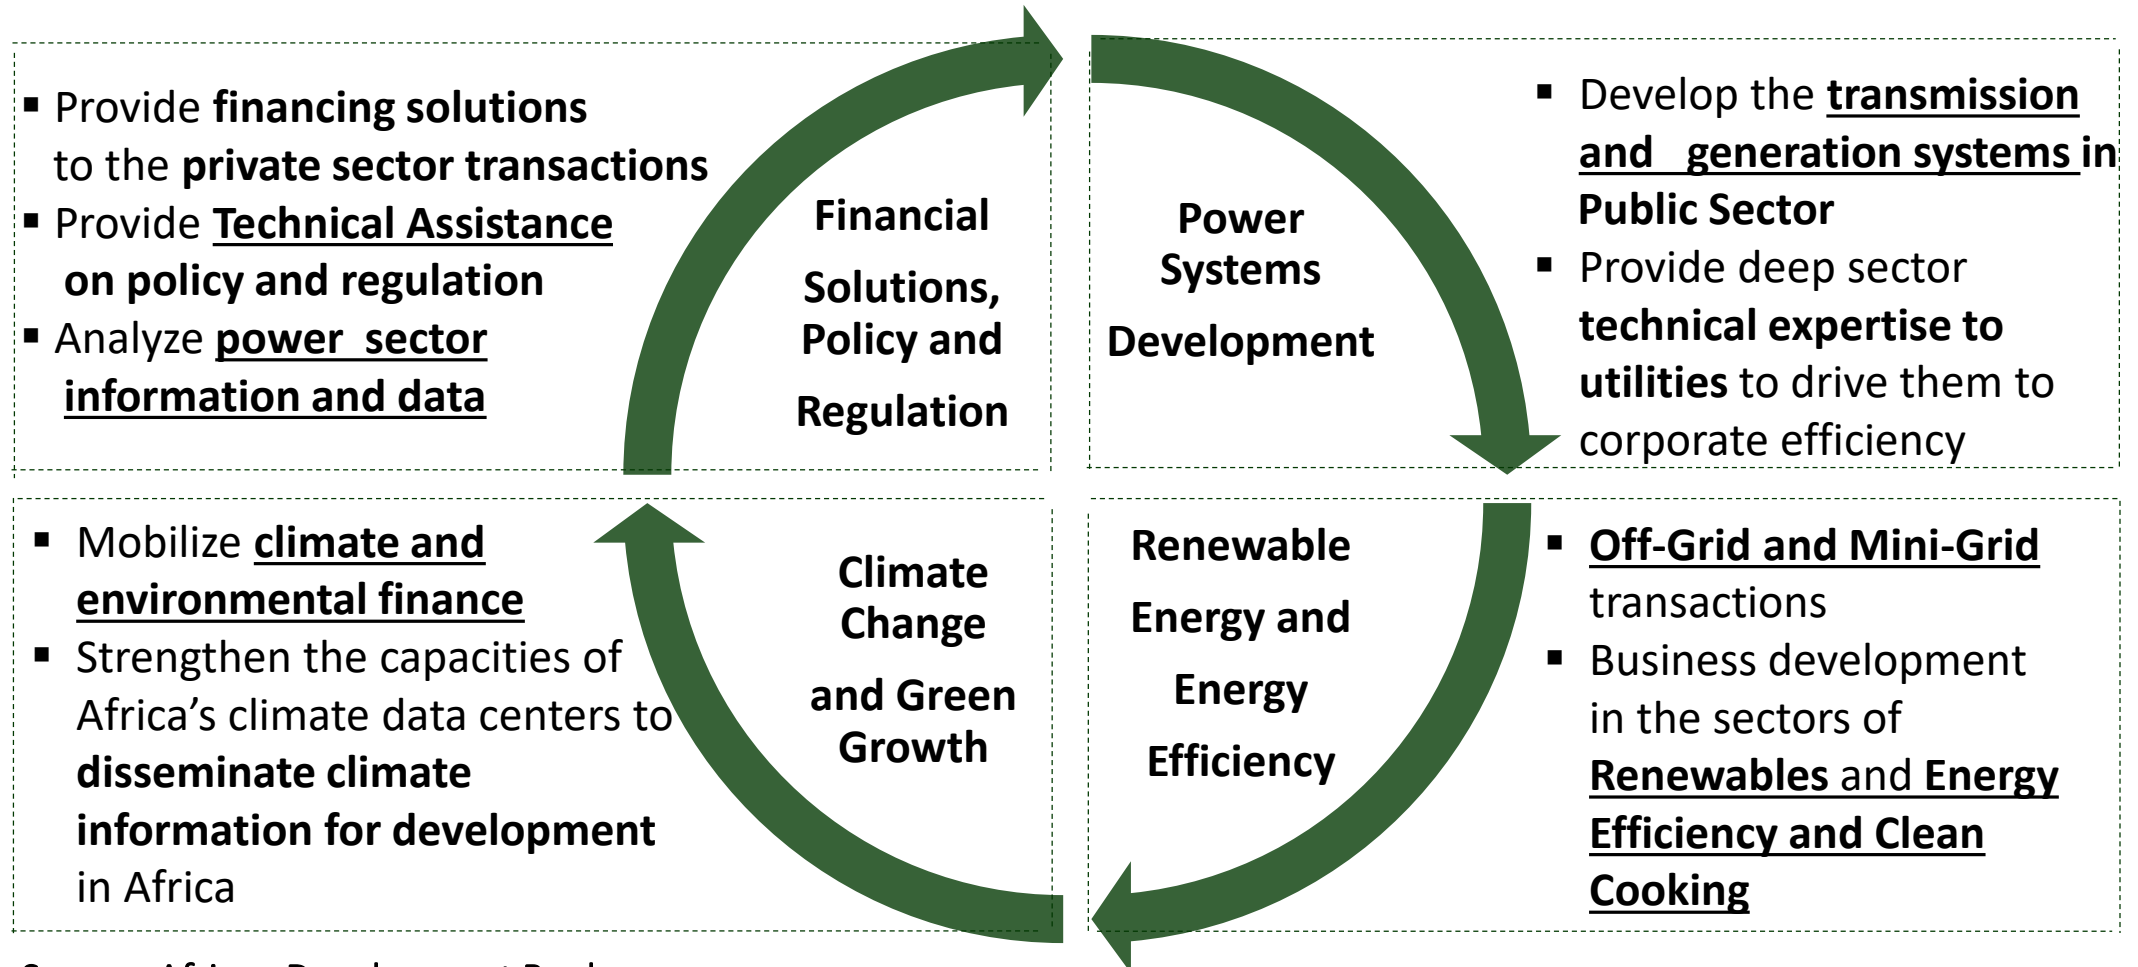 ▪ Provide financing solutions
to the private sector transactions
▪ Provide Technical Assistance
on policy and regulation
▪ Analyze power sector
information and data
Financial
Solutions,
Policy and
Regulation
Power
Systems
Development
▪ Develop the transmission
and generation systems in
Public Sector
▪ Provide deep sector
technical expertise to
utilities to drive them to
corporate efficiency
▪ Mobilize climate and
environmental finance
▪ Strengthen the capacities of
Africa’s climate data centers to
disseminate climate
information for development
in Africa
Climate
Change
and Green
Growth
Renewable
Energy and
Energy
Efficiency
▪ Off-Grid and Mini-Grid
transactions
▪ Business development
in the sectors of
Renewables and Energy
Efficiency and Clean
Cooking
African Development Bank